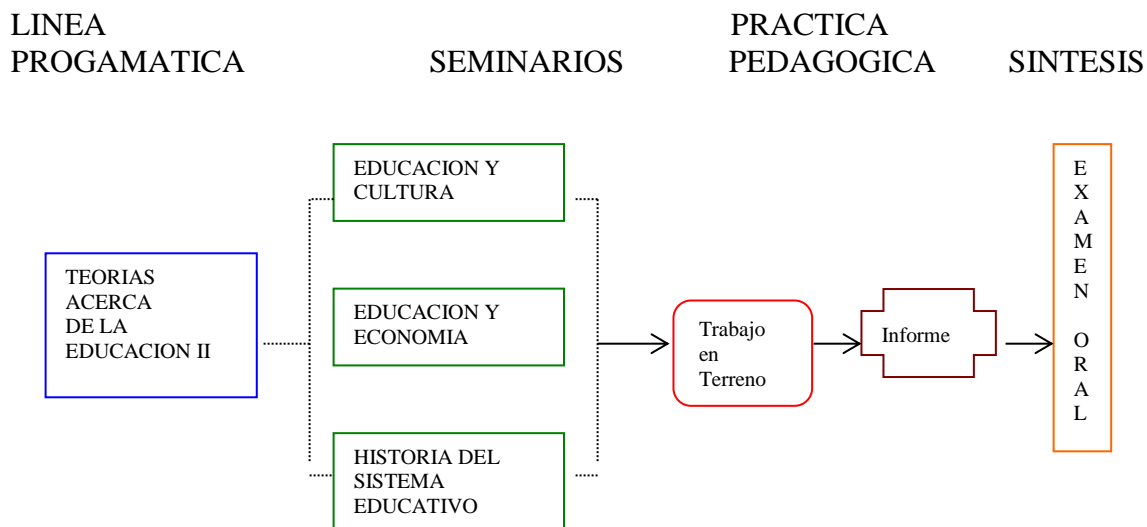 LINEA
PROGAMATICA
SEMINARIOS
PRACTICA
PEDAGOGICA
SINTESIS
TEORIAS
ACERCA
DE LA
EDUCACION II
EDUCACION Y
CULTURA
EDUCACION Y
ECONOMIA
HISTORIA DEL
SISTEMA
EDUCATIVO
Trabajo
en
Terreno
Informe
E
X
A
M
E
N
O
R
A
L